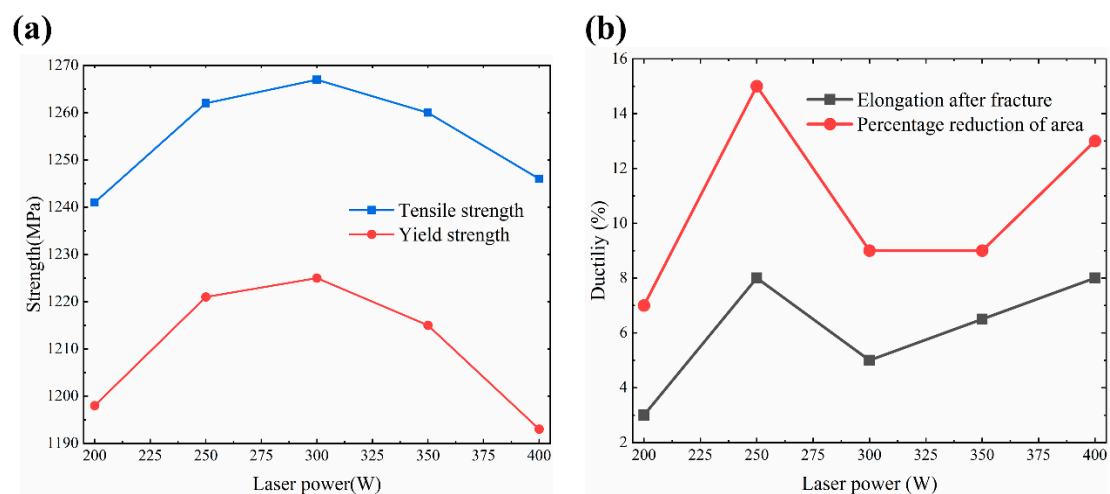 (a)
1270
1260
1250
1240
1230
1220
1210
1200
1190
Strength(MPa)
Tensile strength
Yield strength
200 225 250 275 300 325 350 375 400
Laser power(W)
(b)
16
14
12
10
8
6
4
2
Ductiliy (%)
Elongation after fracture
Percentage reduction of area
200 225 250 275 300 325 350 375 400
Laser power (W)